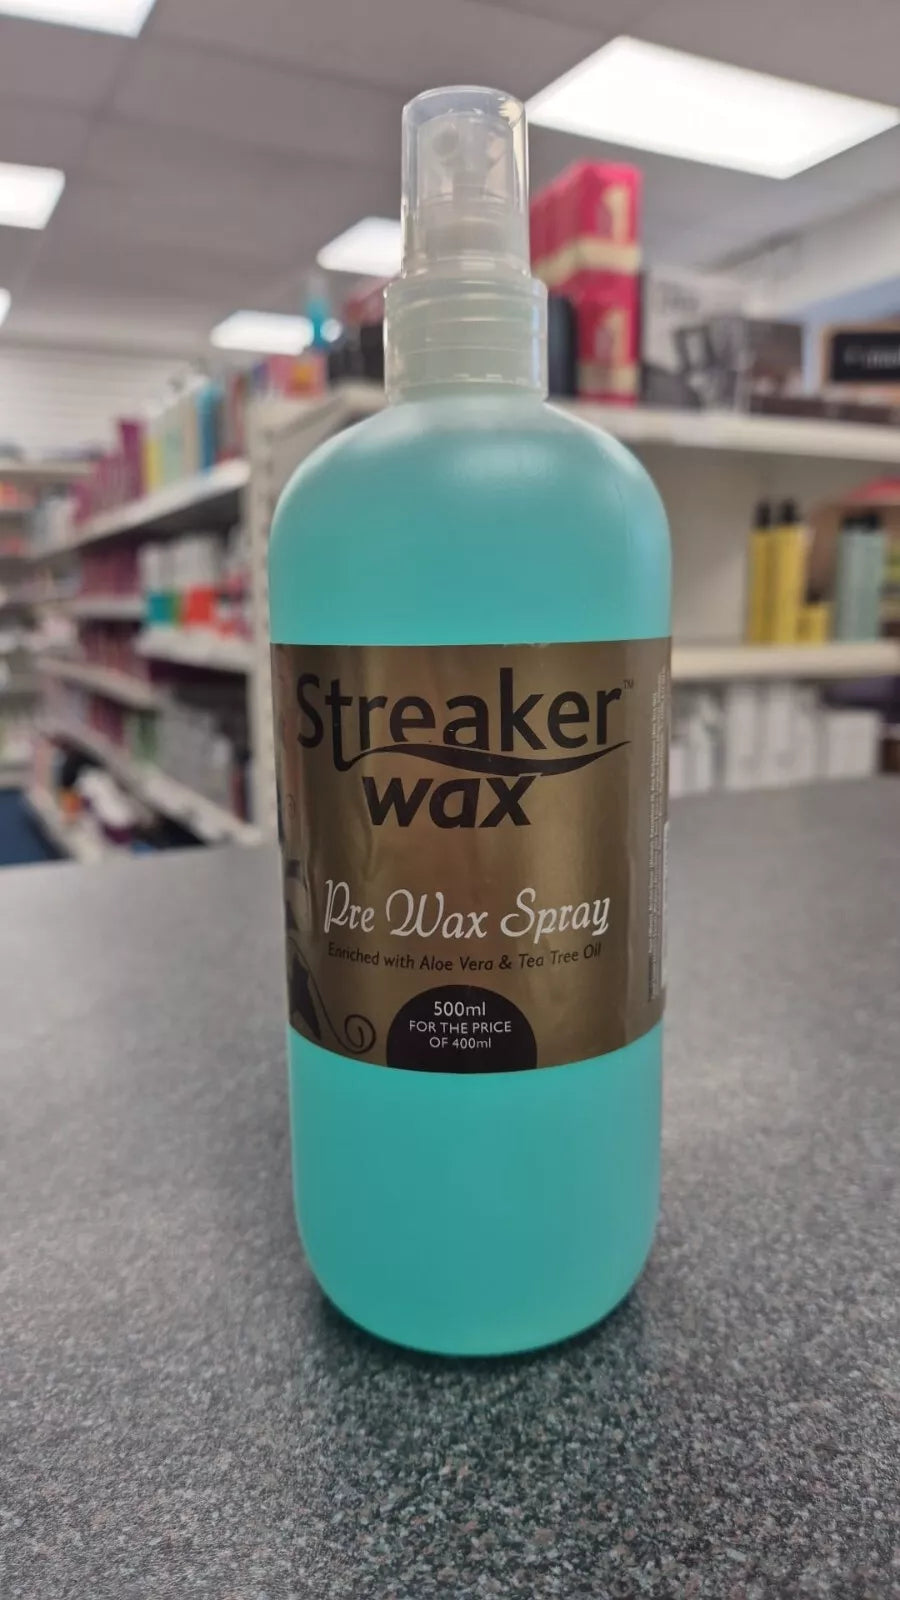 Streaker™
wax
Pre Wax Spray
Enriched with Aloe Vera & Tea Tree Oil
500ml
FOR THE PRICE
OF 400ml